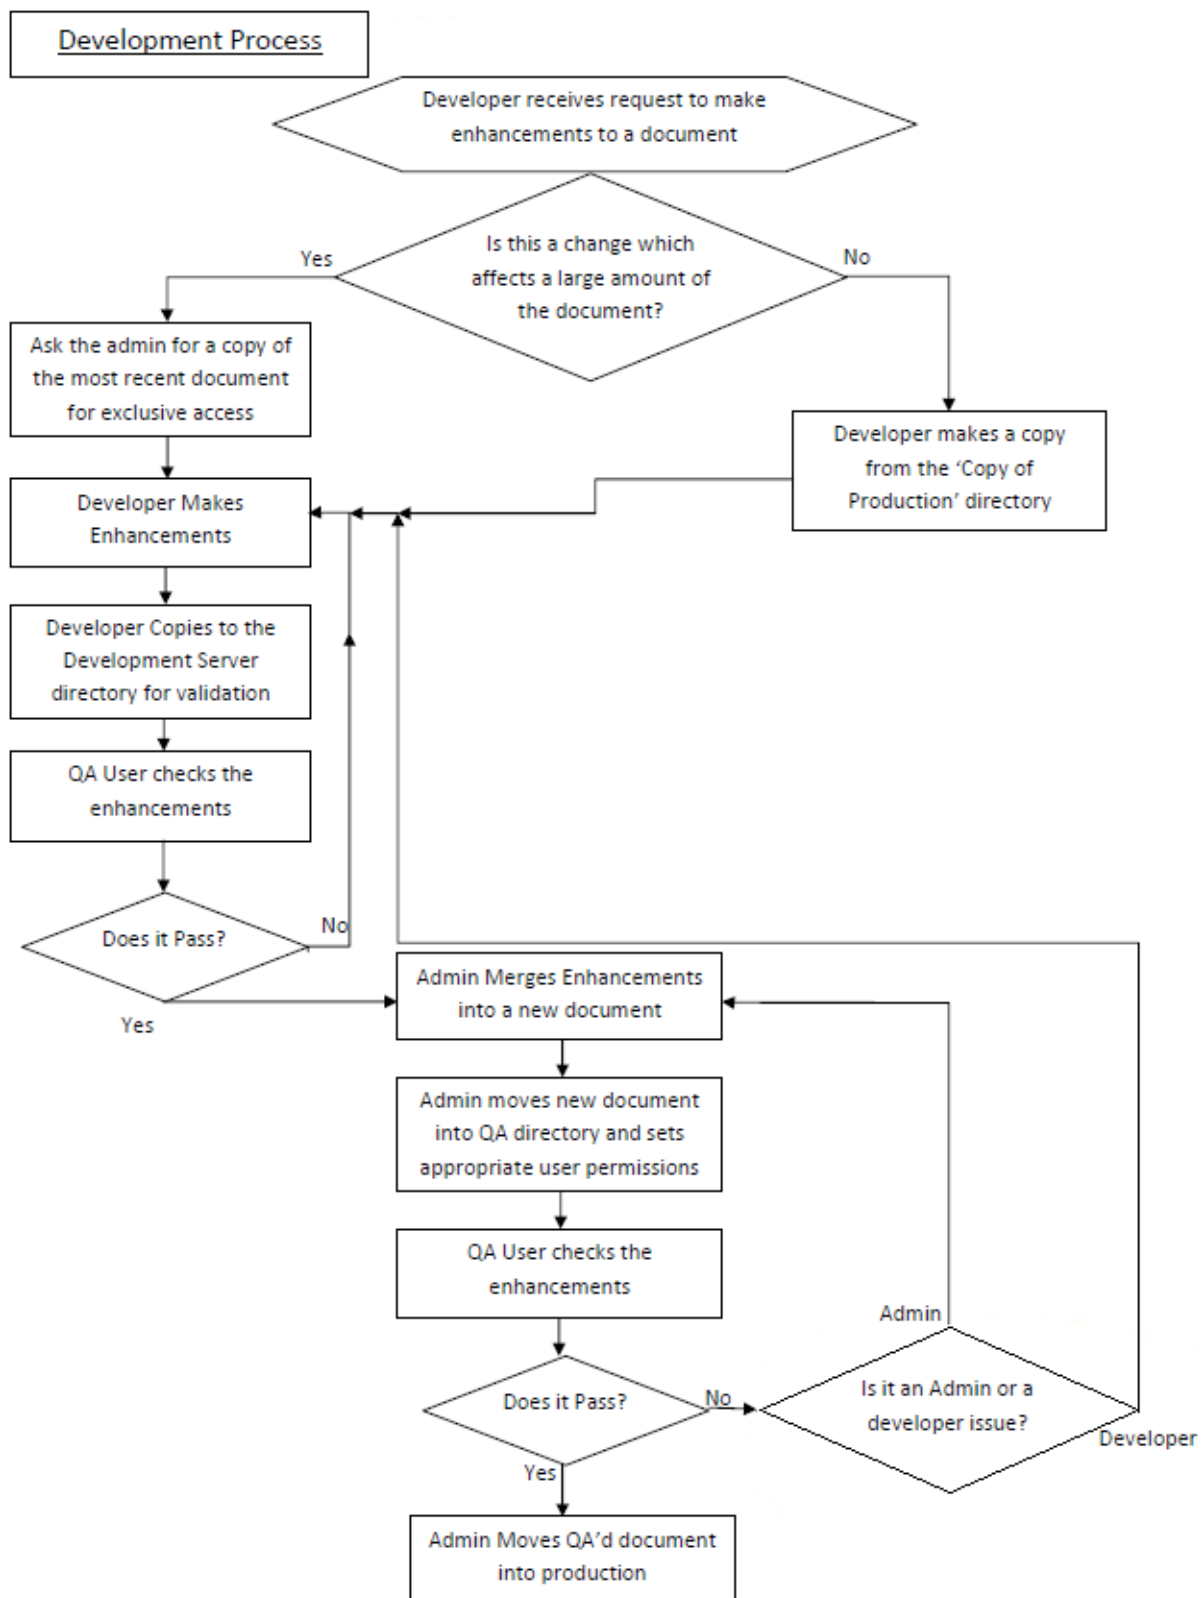 Development Process
Developer receives request to make
enhancements to a document
Is this a change which
affects a large amount of
the document?
Yes
No
Ask the admin for a copy of
the most recent document
for exclusive access
Developer makes a copy
from the ‘Copy of
Production’ directory
Developer Makes
Enhancements
Developer Copies to the
Development Server
directory for validation
QA User checks the
enhancements
Does it Pass?
No
Yes
Admin Merges Enhancements
into a new document
Admin moves new document
into QA directory and sets
appropriate user permissions
QA User checks the
enhancements
Does it Pass?
No
Yes
Admin
Is it an Admin or a
developer issue?
Developer
Admin Moves QA’d document
into production